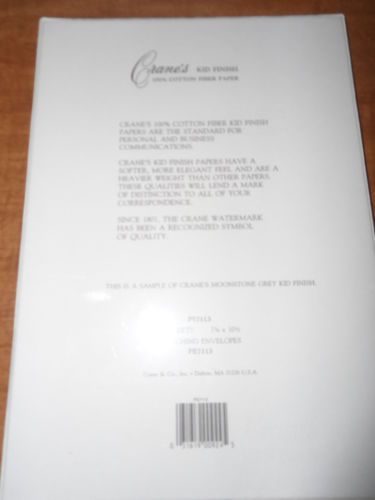 Crane's KID FINISH
100% COTTON FIBER PAPER
CRANE'S 100% COTTON FIBER KID FINISH
PAPERS ARE THE STANDARD FOR
PERSONAL AND BUSINESS
COMMUNICATIONS.
CRANE'S KID FINISH PAPERS HAVE A
SOFTER, MORE ELEGANT FEEL AND ARE A
HEAVIER WEIGHT THAN OTHER PAPERS.
THESE QUALITIES WILL LEND A MARK
OF DISTINCTION TO ALL OF YOUR
CORRESPONDENCE.
SINCE 1801, THE CRANE WATERMARK
HAS BEEN A RECOGNIZED SYMBOL
OF QUALITY.
THIS IS A SAMPLE OF CRANE'S MOONSTONE GREY KID FINISH.
ENVELOPES
Crane & Co., Inc. • Dalton, MA 01226 U.S.A.